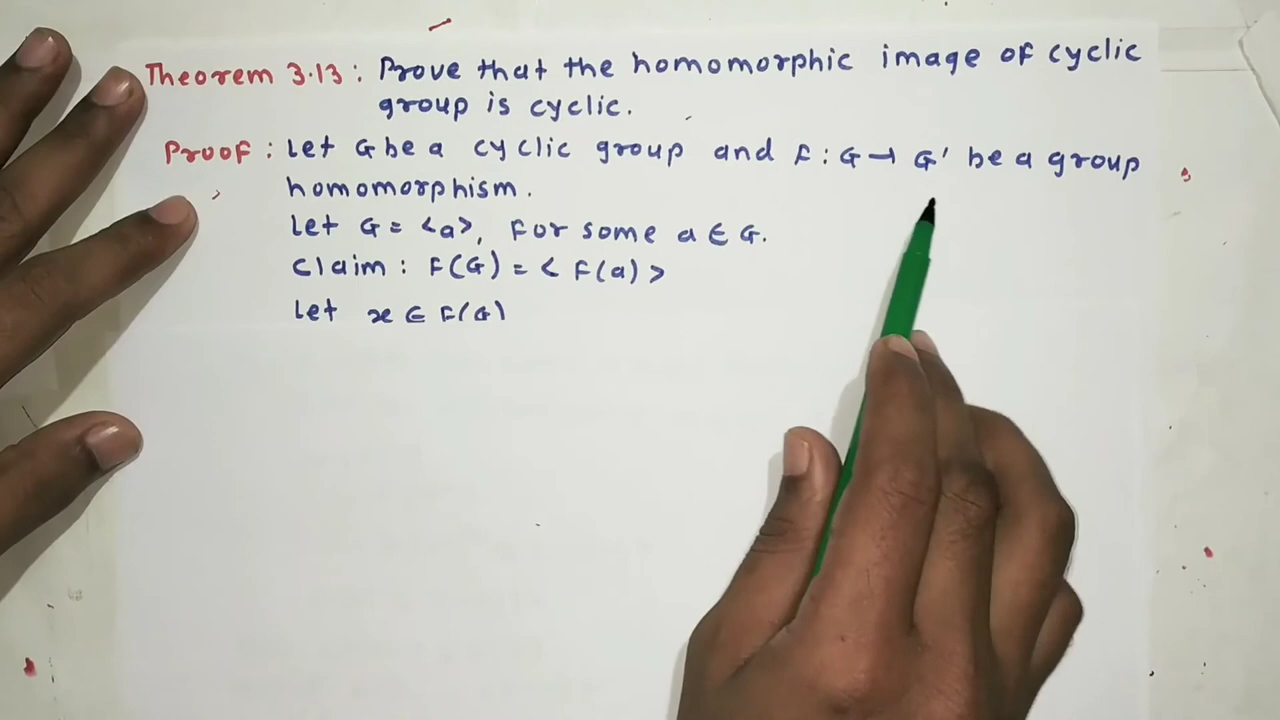 Theorem 3.13: Prove that the homomorphic image of cyclic
group is cyclic.
Proof: Let G be a cyclic group and F: G → G' be a group
homomorphism.
Let G = <a>, For some a ∈ G.
Claim: F(G) = < F(a) >
Let x ∈ F(G)